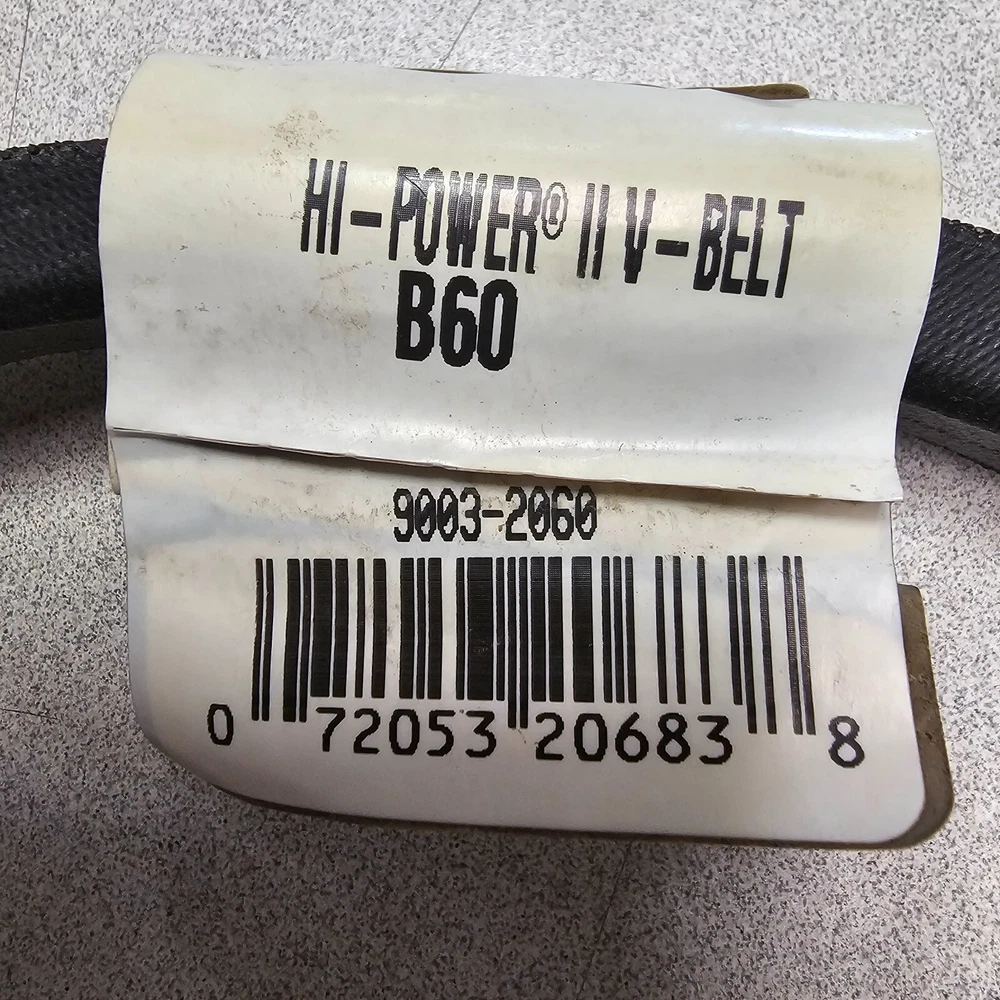 HI-POWER® II V-BELT
B60
9003-2060
0 72053 20683 8